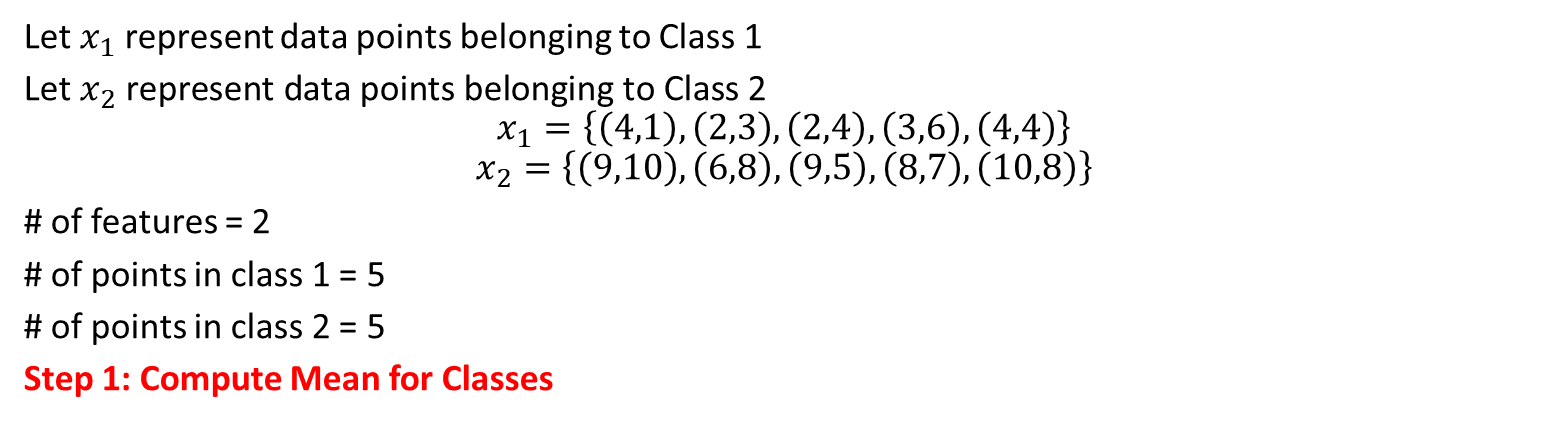 Let 𝑥₁ represent data points belonging to Class 1
Let 𝑥₂ represent data points belonging to Class 2
𝑥₁ = {(4,1), (2,3), (2,4), (3,6), (4,4)}
𝑥₂ = {(9,10), (6,8), (9,5), (8,7), (10,8)}
# of features = 2
# of points in class 1 = 5
# of points in class 2 = 5
Step 1: Compute Mean for Classes